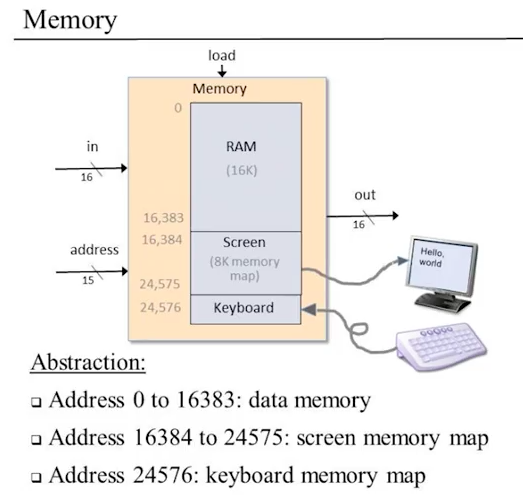 Memory
load
Memory
0
in
16
RAM
(16K)
out
16
16,383
16,384
Screen
(8K memory
map)
address
15
24,575
24,576
Keyboard
Hello,
world
Abstraction:
❑ Address 0 to 16383: data memory
❑ Address 16384 to 24575: screen memory map
❑ Address 24576: keyboard memory map